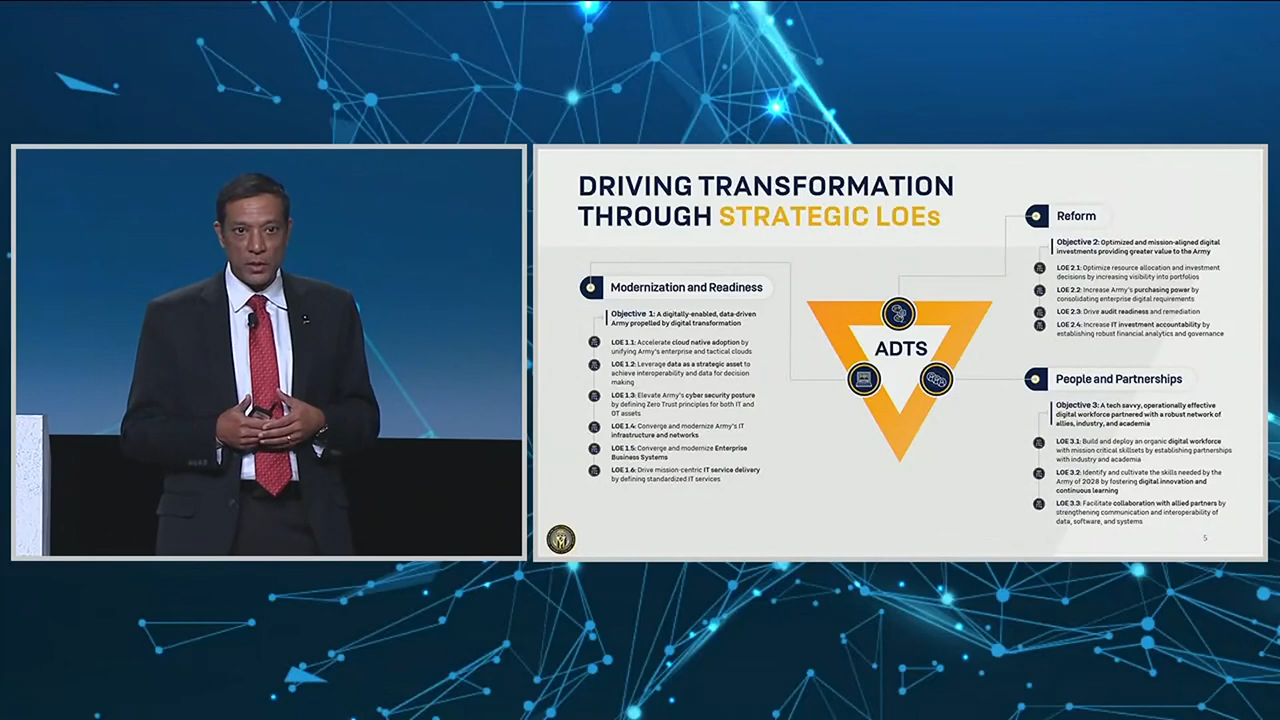 DRIVING TRANSFORMATION
THROUGH STRATEGIC LOEs
Modernization and Readiness
Objective 1: A digitally-enabled, data-driven
Army propelled by digital transformation
LOE 1.1: Accelerate cloud native adoption by
unifying Army's enterprise and tactical clouds
LOE 1.2: Leverage data as a strategic asset to
achieve interoperability and data for decision
making
LOE 1.3: Elevate Army's cyber security posture
by defining Zero Trust principles for both IT and
OT assets
LOE 1.4: Converge and modernize Army's IT
infrastructure and networks
LOE 1.5: Converge and modernize Enterprise
Business Systems
LOE 1.6: Drive mission-centric IT service delivery
by defining standardized IT services
ADTS
Reform
Objective 2: Optimized and mission-aligned digital
investments providing greater value to the Army
LOE 2.1: Optimize resource allocation and investment
decisions by increasing visibility into portfolios
LOE 2.2: Increase Army's purchasing power by
consolidating enterprise digital requirements
LOE 2.3: Drive audit readiness and remediation
LOE 2.4: Increase IT investment accountability by
establishing robust financial analytics and governance
People and Partnerships
Objective 3: A tech savvy, operationally effective
digital workforce partnered with a robust network of
allies, industry, and academia
LOE 3.1: Build and deploy an organic digital workforce
with mission critical skillsets by establishing partnerships
with industry and academia
LOE 3.2: Identify and cultivate the skills needed by the
Army of 2028 by fostering digital innovation and
continuous learning
LOE 3.3: Facilitate collaboration with allied partners by
strengthening communication and interoperability of
data, software, and systems
5